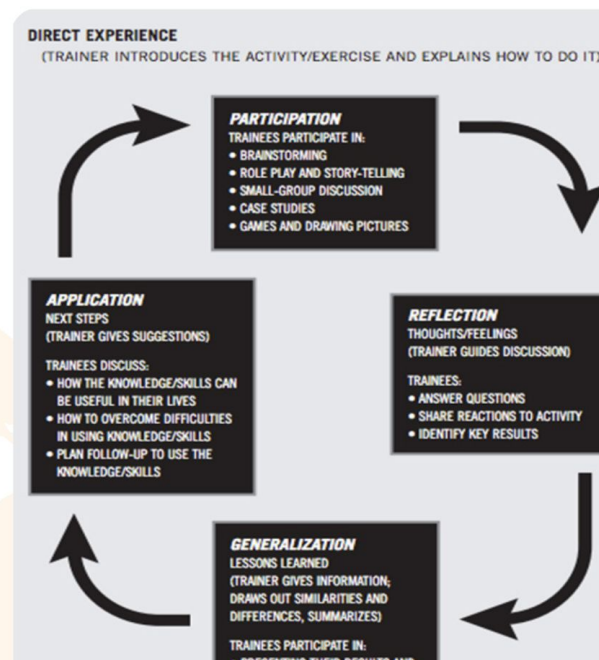 DIRECT EXPERIENCE
(TRAINER INTRODUCES THE ACTIVITY/EXERCISE AND EXPLAINS HOW TO DO IT)
PARTICIPATION
TRAINEES PARTICIPATE IN:
• BRAINSTORMING
• ROLE PLAY AND STORY-TELLING
• SMALL-GROUP DISCUSSION
• CASE STUDIES
• GAMES AND DRAWING PICTURES
REFLECTION
THOUGHTS/FEELINGS
(TRAINER GUIDES DISCUSSION)
TRAINEES:
• ANSWER QUESTIONS
• SHARE REACTIONS TO ACTIVITY
• IDENTIFY KEY RESULTS
GENERALIZATION
LESSONS LEARNED
(TRAINER GIVES INFORMATION;
DRAWS OUT SIMILARITIES AND
DIFFERENCES, SUMMARIZES)
TRAINEES PARTICIPATE IN:
APPLICATION
NEXT STEPS
(TRAINER GIVES SUGGESTIONS)
TRAINEES DISCUSS:
• HOW THE KNOWLEDGE/SKILLS CAN
BE USEFUL IN THEIR LIVES
• HOW TO OVERCOME DIFFICULTIES
IN USING KNOWLEDGE/SKILLS
• PLAN FOLLOW-UP TO USE THE
KNOWLEDGE/SKILLS